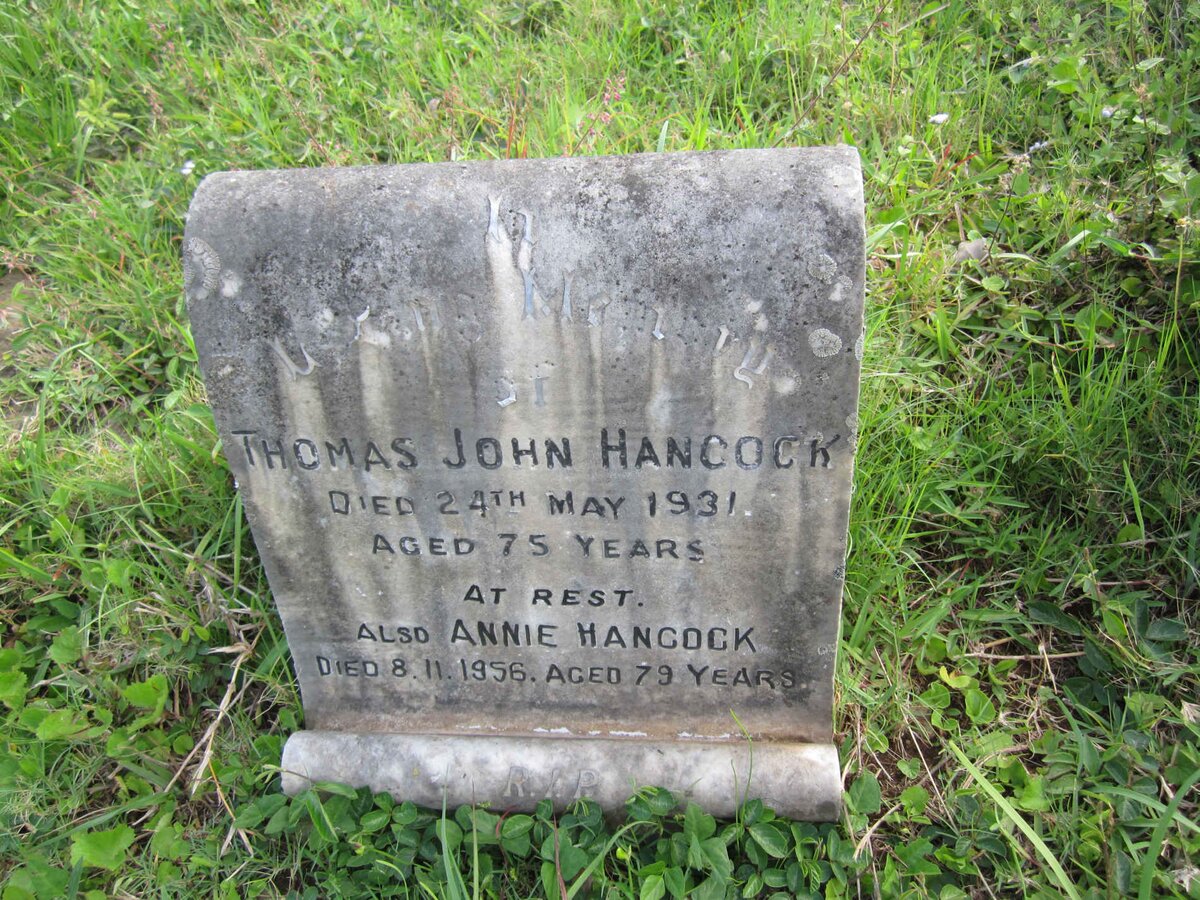 THOMAS JOHN HANCOCK
DIED 24TH MAY 1931.
AGED 75 YEARS
AT REST.
ALSO ANNIE HANCOCK
DIED 8.11.1956. AGED 79 YEARS
R.I.P.